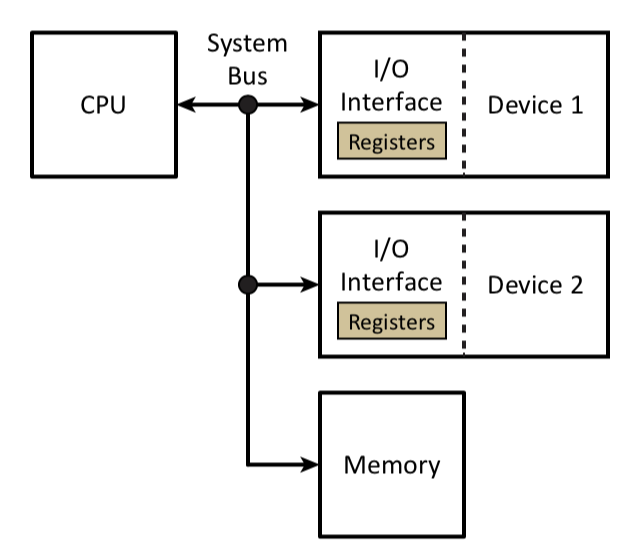 System
Bus
CPU
I/O
Interface
Registers
Device 1
I/O
Interface
Registers
Device 2
Memory